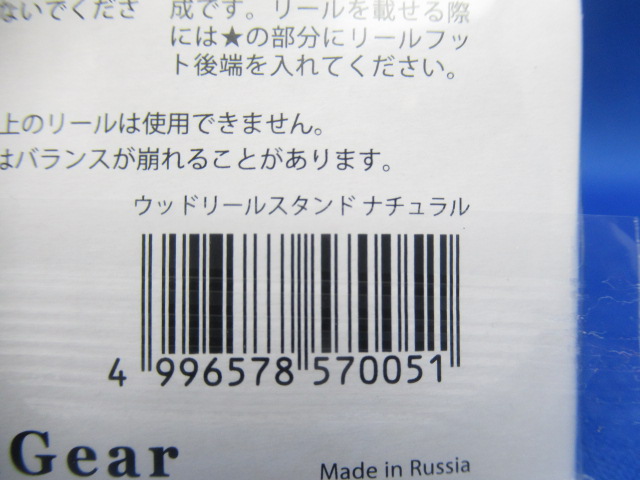 ないでくださ
成です。リールを載せる際
には★の部分にリールフッ
ト後端を入れてください。
上のリールは使用できません。
はバランスが崩れることがあります。
ウッドリールスタンド ナチュラル
4 996578 570051
Gear
Made in Russia